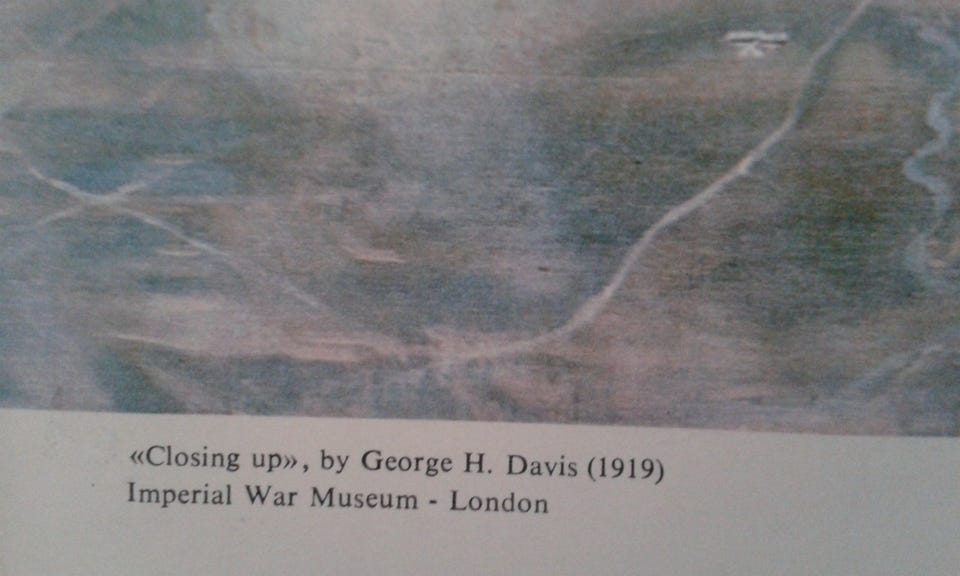 «Closing up», by George H. Davis (1919)
Imperial War Museum - London